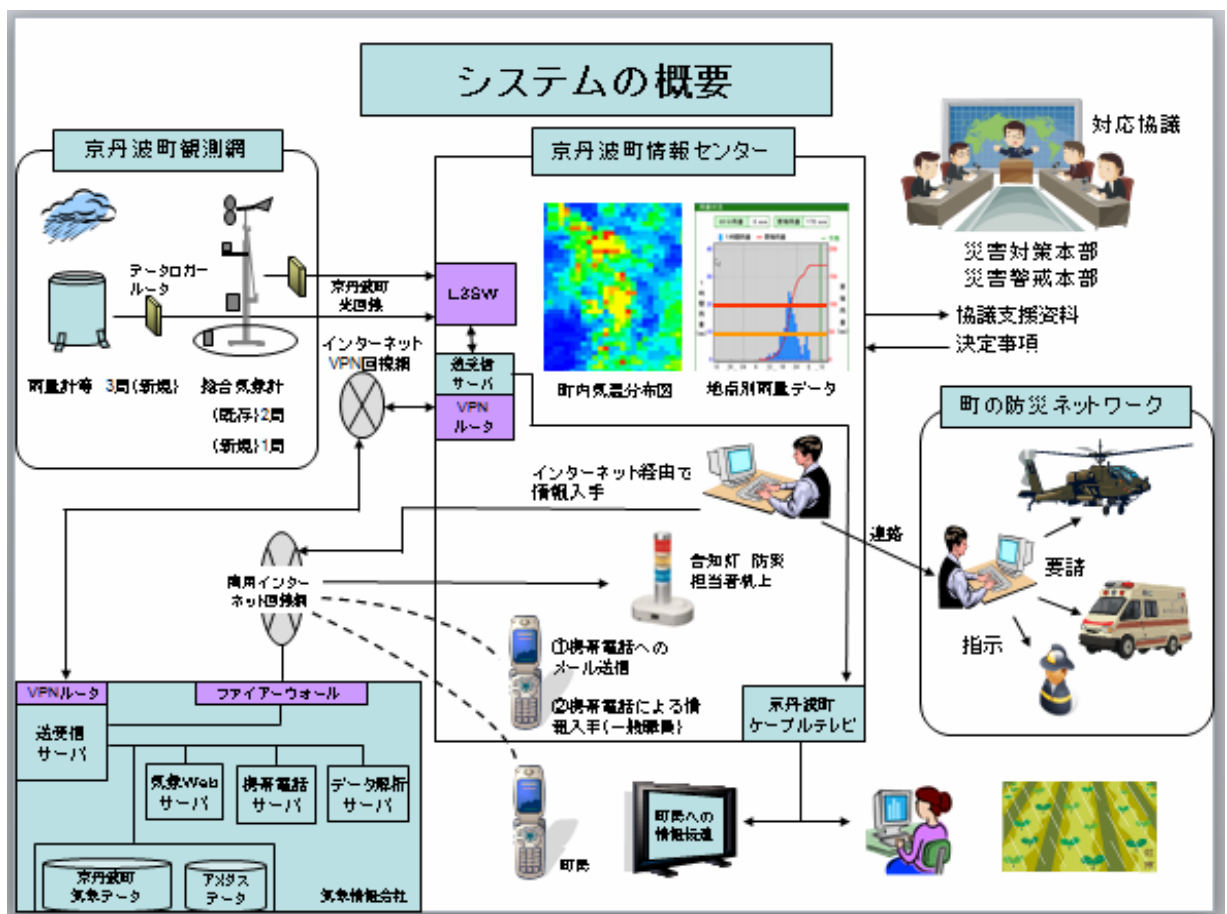 システムの概要
京丹波町観測網
データロガー
ルータ
雨量計等 3局(新規)
総合気象計
(既存)2局
(新規)1局
京丹波町
光回線
インターネット
VPN回線網
京丹波町情報センター
L3SW
送受信
サーバ
VPN
ルータ
町内気温分布図
地点別雨量データ
対応協議
災害対策本部
災害警戒本部
協議支援資料
決定事項
インターネット経由で
情報入手
連絡
町の防災ネットワーク
要請
指示
商用インター
ネット回線網
告知灯 防災
担当者机上
①携帯電話への
メール送信
②携帯電話による情
報入手(一般職員)
京丹波町
ケーブルテレビ
VPNルータ
ファイアーウォール
送受信
サーバ
気象Web
サーバ
携帯電話
サーバ
データ解析
サーバ
京丹波町
気象データ
アメダス
データ
気象情報会社
町民
町民への
情報伝達